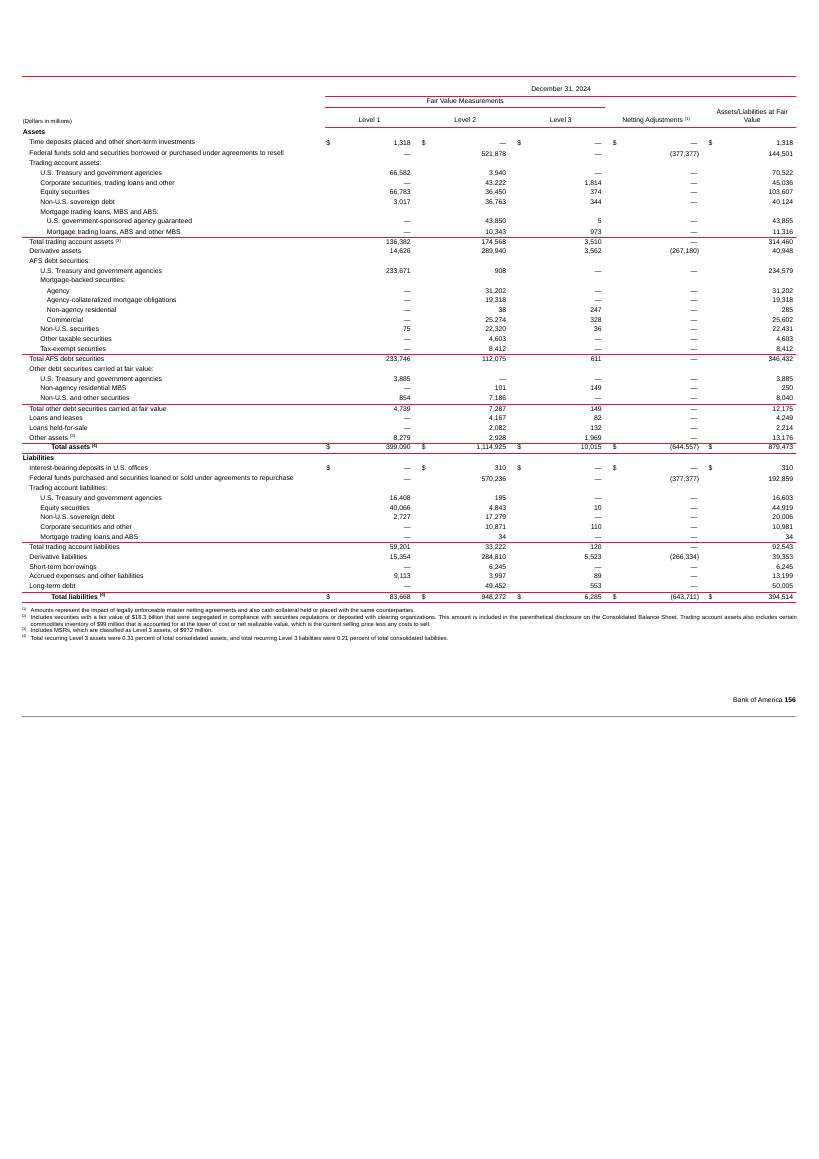 December 31, 2024
Fair Value Measurements
(Dollars in millions) Level 1 Level 2 Level 3 Netting Adjustments (1) Assets/Liabilities at Fair Value
Assets
Time deposits placed and other short-term investments $ 1,318 $ — $ — $ — $ 1,318
Federal funds sold and securities borrowed or purchased under agreements to resell — 521,878 — (377,377) 144,501
Trading account assets:
U.S. Treasury and government agencies 66,582 3,940 — — 70,522
Corporate securities, trading loans and other — 43,222 1,814 — 45,036
Equity securities 66,783 36,450 374 — 103,607
Non-U.S. sovereign debt 3,017 36,763 344 — 40,124
Mortgage trading loans, MBS and ABS:
U.S. government-sponsored agency guaranteed — 43,850 5 — 43,855
Mortgage trading loans, ABS and other MBS — 10,343 973 — 11,316
Total trading account assets (2) 136,382 174,568 3,510 — 314,460
Derivative assets 14,626 289,940 3,562 (267,180) 40,948
AFS debt securities:
U.S. Treasury and government agencies 233,671 908 — — 234,579
Mortgage-backed securities:
Agency — 31,202 — — 31,202
Agency-collateralized mortgage obligations — 19,318 — — 19,318
Non-agency residential — 38 247 — 285
Commercial — 25,274 328 — 25,602
Non-U.S. securities 75 22,320 36 — 22,431
Other taxable securities — 4,603 — — 4,603
Tax-exempt securities — 8,412 — — 8,412
Total AFS debt securities 233,746 112,075 611 — 346,432
Other debt securities carried at fair value:
U.S. Treasury and government agencies 3,885 — — — 3,885
Non-agency residential MBS — 101 149 — 250
Non-U.S. and other securities 854 7,186 — — 8,040
Total other debt securities carried at fair value 4,739 7,287 149 — 12,175
Loans and leases — 4,167 82 — 4,249
Loans held-for-sale — 2,082 132 — 2,214
Other assets (3) 8,279 2,928 1,969 — 13,176
Total assets (4) $ 399,090 $ 1,114,925 $ 10,015 $ (644,557) $ 879,473
Liabilities
Interest-bearing deposits in U.S. offices $ — $ 310 $ — $ — $ 310
Federal funds purchased and securities loaned or sold under agreements to repurchase — 570,236 — (377,377) 192,859
Trading account liabilities:
U.S. Treasury and government agencies 16,408 195 — — 16,603
Equity securities 40,066 4,843 10 — 44,919
Non-U.S. sovereign debt 2,727 17,279 — — 20,006
Corporate securities and other — 10,871 110 — 10,981
Mortgage trading loans and ABS — 34 — — 34
Total trading account liabilities 59,201 33,222 120 — 92,543
Derivative liabilities 15,354 284,810 5,523 (266,334) 39,353
Short-term borrowings — 6,245 — — 6,245
Accrued expenses and other liabilities 9,113 3,997 89 — 13,199
Long-term debt — 49,452 553 — 50,005
Total liabilities (4) $ 83,668 $ 948,272 $ 6,285 $ (643,711) $ 394,514
(1) Amounts represent the impact of legally enforceable master netting agreements and also cash collateral held or placed with the same counterparties.
(2) Includes securities with a fair value of $18.3 billion that were segregated in compliance with securities regulations or deposited with clearing organizations. This amount is included in the parenthetical disclosure on the Consolidated Balance Sheet. Trading account assets also includes certain
commodities inventory of $99 million that is accounted for at the lower of cost or net realizable value, which is the current selling price less any costs to sell.
(3) Includes MSRs, which are classified as Level 3 assets, of $972 million.
(4) Total recurring Level 3 assets were 0.31 percent of total consolidated assets, and total recurring Level 3 liabilities were 0.21 percent of total consolidated liabilities.
Bank of America 156